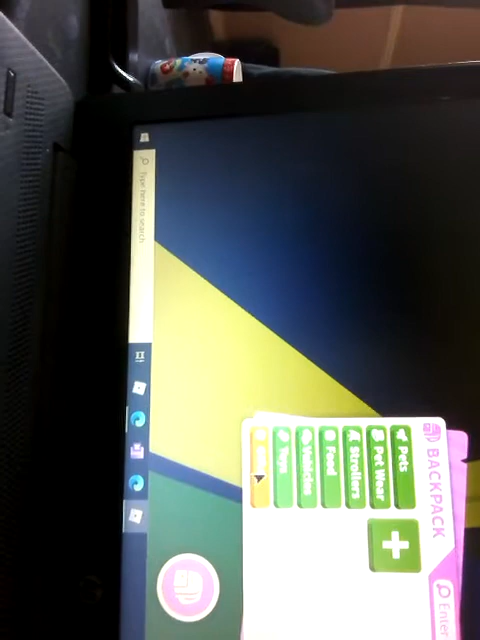 BACKPACK
Enter
Pets
Pet Wear
Strollers
Food
Vehicles
Toys
Type here to search